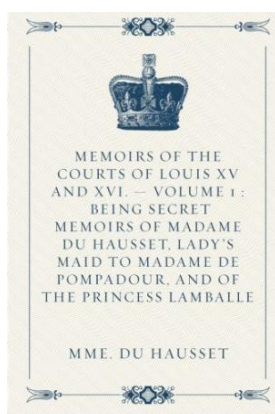 MEMOIRS OF THE
COURTS OF LOUIS XV
AND XVI. — VOLUME 1 :
BEING SECRET
MEMOIRS OF MADAME
DU HAUSSET, LADY'S
MAID TO MADAME DE
POMPADOUR, AND OF
THE PRINCESS LAMBALLE
MME. DU HAUSSET